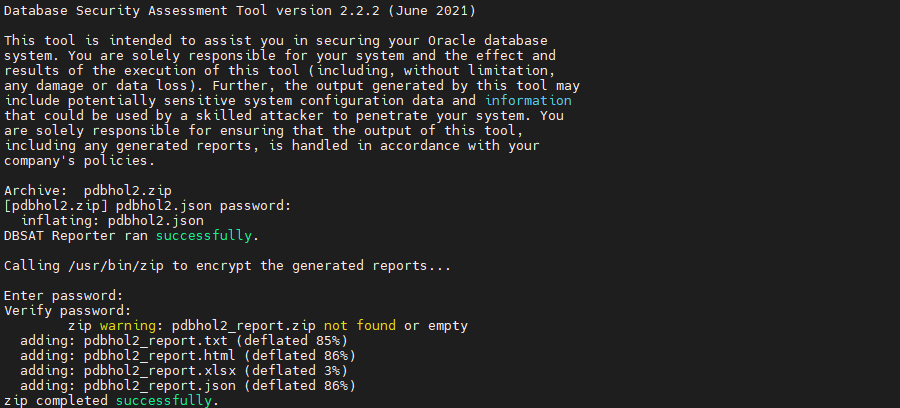 Database Security Assessment Tool version 2.2.2 (June 2021)
This tool is intended to assist you in securing your Oracle database
system. You are solely responsible for your system and the effect and
results of the execution of this tool (including, without limitation,
any damage or data loss). Further, the output generated by this tool may
include potentially sensitive system configuration data and information
that could be used by a skilled attacker to penetrate your system. You
are solely responsible for ensuring that the output of this tool,
including any generated reports, is handled in accordance with your
company's policies.
Archive:  pdbhol2.zip
[pdbhol2.zip] pdbhol2.json password:
  inflating: pdbhol2.json
DBSAT Reporter ran successfully.
Calling /usr/bin/zip to encrypt the generated reports...
Enter password:
Verify password:
        zip warning: pdbhol2_report.zip not found or empty
  adding: pdbhol2_report.txt (deflated 85%)
  adding: pdbhol2_report.html (deflated 86%)
  adding: pdbhol2_report.xlsx (deflated 3%)
  adding: pdbhol2_report.json (deflated 86%)
zip completed successfully.